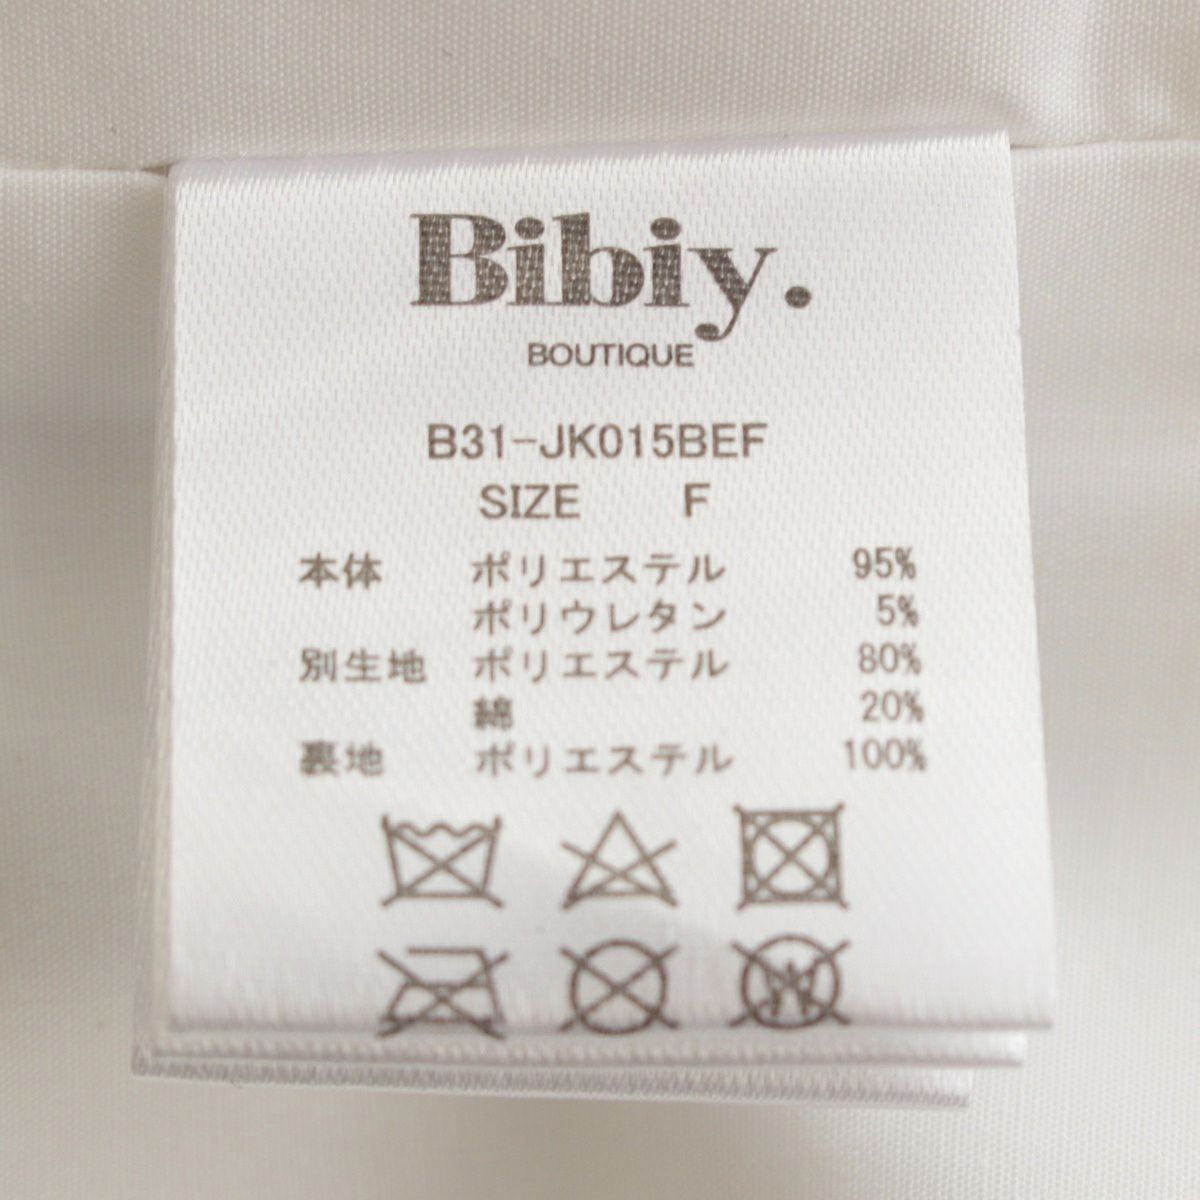 Bibiy.
BOUTIQUE
B31-JK015BEF
SIZE F
本体 ポリエステル 95%
ポリウレタン 5%
別生地 ポリエステル 80%
綿 20%
裏地 ポリエステル 100%